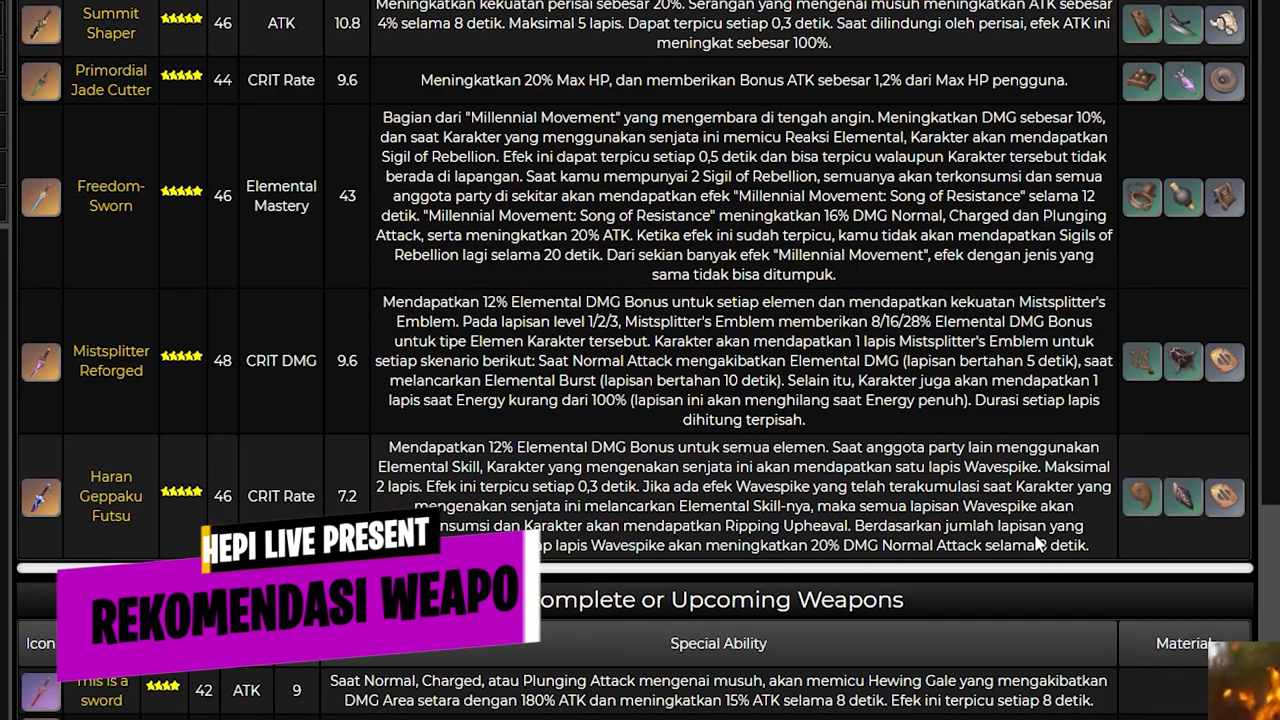 Meningkatkan kekuatan perisai sebesar 20%. Serangan yang mengenai musuh meningkatkan ATK sebesar
Summit
Shaper
46
ATK
10.8
4% selama 8 detik. Maksimal 5 lapis. Dapat terpicu setiap 0,3 detik. Saat dilindungi oleh perisai, efek ATK ini
meningkat sebesar 100%.
Primordial
Jade Cutter
44
CRIT Rate
9.6
Meningkatkan 20% Max HP, dan memberikan Bonus ATK sebesar 1,2% dari Max HP pengguna.
Freedom-
Sworn
46
Elemental
Mastery
43
Bagian dari "Millennial Movement" yang mengembara di tengah angin. Meningkatkan DMG sebesar 10%,
dan saat Karakter yang menggunakan senjata ini memicu Reaksi Elemental, Karakter akan mendapatkan
Sigil of Rebellion. Efek ini dapat terpicu setiap 0,5 detik dan bisa terpicu walaupun Karakter tersebut tidak
berada di lapangan. Saat kamu mempunyai 2 Sigil of Rebellion, semuanya akan terkonsumsi dan semua
anggota party di sekitar akan mendapatkan efek "Millennial Movement: Song of Resistance" selama 12
detik. "Millennial Movement: Song of Resistance" meningkatkan 16% DMG Normal, Charged dan Plunging
Attack, serta meningkatkan 20% ATK. Ketika efek ini sudah terpicu, kamu tidak akan mendapatkan Sigils of
Rebellion lagi selama 20 detik. Dari sekian banyak efek "Millennial Movement", efek dengan jenis yang
sama tidak bisa ditumpuk.
Mistsplitter
Reforged
48
CRIT DMG
9.6
Mendapatkan 12% Elemental DMG Bonus untuk setiap elemen dan mendapatkan kekuatan Mistsplitter's
Emblem. Pada lapisan level 1/2/3, Mistsplitter's Emblem memberikan 8/16/28% Elemental DMG Bonus
untuk tipe Elemen Karakter tersebut. Karakter akan mendapatkan 1 lapis Mistsplitter's Emblem untuk
setiap skenario berikut: Saat Normal Attack mengakibatkan Elemental DMG (lapisan bertahan 5 detik), saat
melancarkan Elemental Burst (lapisan bertahan 10 detik). Selain itu, Karakter juga akan mendapatkan 1
lapis saat Energy kurang dari 100% (lapisan ini akan menghilang saat Energy penuh). Durasi setiap lapis
dihitung terpisah.
Haran
Geppaku
Futsu
46
CRIT Rate
7.2
Mendapatkan 12% Elemental DMG Bonus untuk semua elemen. Saat anggota party lain menggunakan
Elemental Skill, Karakter yang mengenakan senjata ini akan mendapatkan satu lapis Wavespike. Maksimal
2 lapis. Efek ini terpicu setiap 0,3 detik. Jika ada efek Wavespike yang telah terakumulasi saat Karakter yang
mengenakan senjata ini melancarkan Elemental Skill-nya, maka semua lapisan Wavespike akan
onsumsi dan Karakter akan mendapatkan Ripping Upheaval. Berdasarkan jumlah lapisan yang
ap lapis Wavespike akan meningkatkan 20% DMG Normal Attack selama detik.
HEPI LIVE PRESENT
REKOMENDASI WEAPO
omplete or Upcoming Weapons
Icon
Special Ability
Material
This is a
sword
42
ATK
9
Saat Normal, Charged, atau Plunging Attack mengenai musuh, akan memicu Hewing Gale yang mengakibatkan
DMG Area setara dengan 180% ATK dan meningkatkan 15% ATK selama 8 detik. Efek ini terpicu setiap 8 detik.